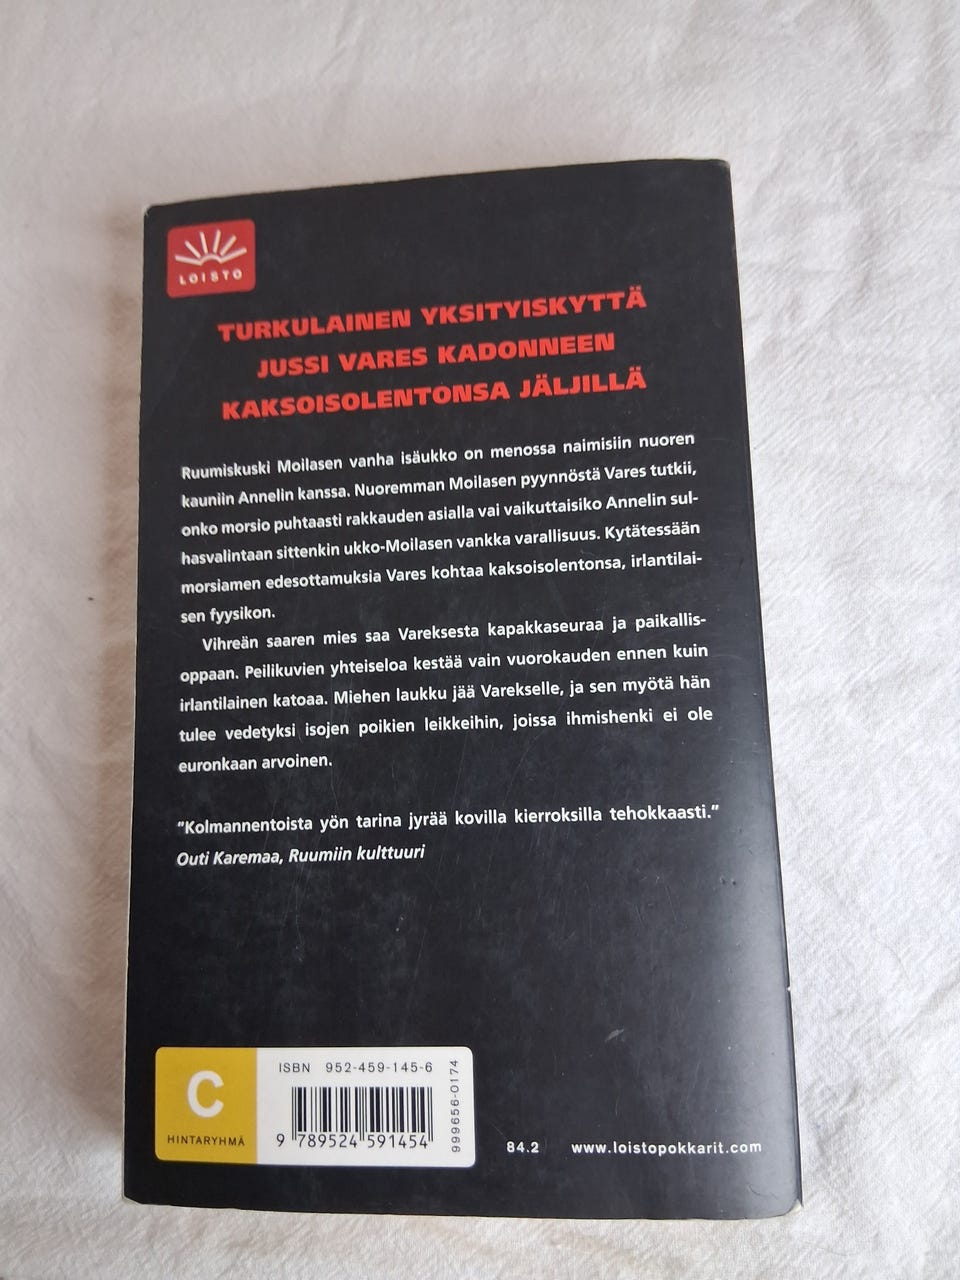 LOISTO
TURKULAINEN YKSITYISKYTTÄ
JUSSI VARES KADONNEEN
KAKSOISOLENTONSA JÄLJILLÄ
Ruumiskuski Moilasen vanha isäukko on menossa naimisiin nuoren
kauniin Annelin kanssa. Nuoremman Moilasen pyynnöstä Vares tutkii,
onko morsio puhtaasti rakkauden asialla vai vaikuttaisiko Annelin sul-
hasvalintaan sittenkin ukko-Moilasen vankka varallisuus. Kytätessään
morsiamen edesottamuksia Vares kohtaa kaksoisolentonsa, irlantilai-
sen fyysikon.
Vihreän saaren mies saa Vareksesta kapakkaseuraa ja paikallis-
oppaan. Peilikuvien yhteiseloa kestää vain vuorokauden ennen kuin
irlantilainen katoaa. Miehen laukku jää Varekselle, ja sen myötä hän
tulee vedetyksi isojen poikien leikkeihin, joissa ihmishenki ei ole
euronkaan arvoinen.
"Kolmannentoista yön tarina jyrää kovilla kierroksilla tehokkaasti."
Outi Karemaa, Ruumiin kulttuuri
C
HINTARYHMÄ
ISBN 952-459-145-6
9 789524 591454
999656-0174
84.2 www.loistopokkarit.com